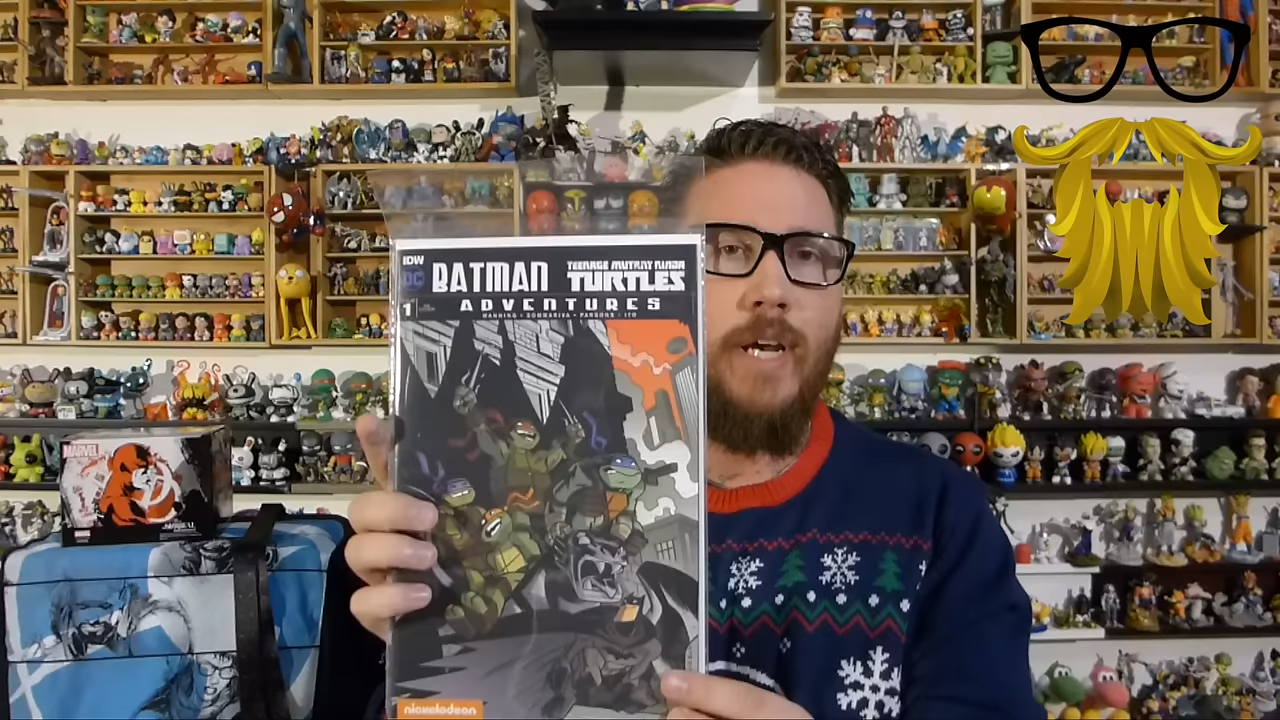 IDW
DC
BATMAN
TEENAGE MUTANT NINJA
TURTLES
ADVENTURES
1
MANNING • SOMMARIVA • PARSONS • ITO
nickelodeon
MARVEL